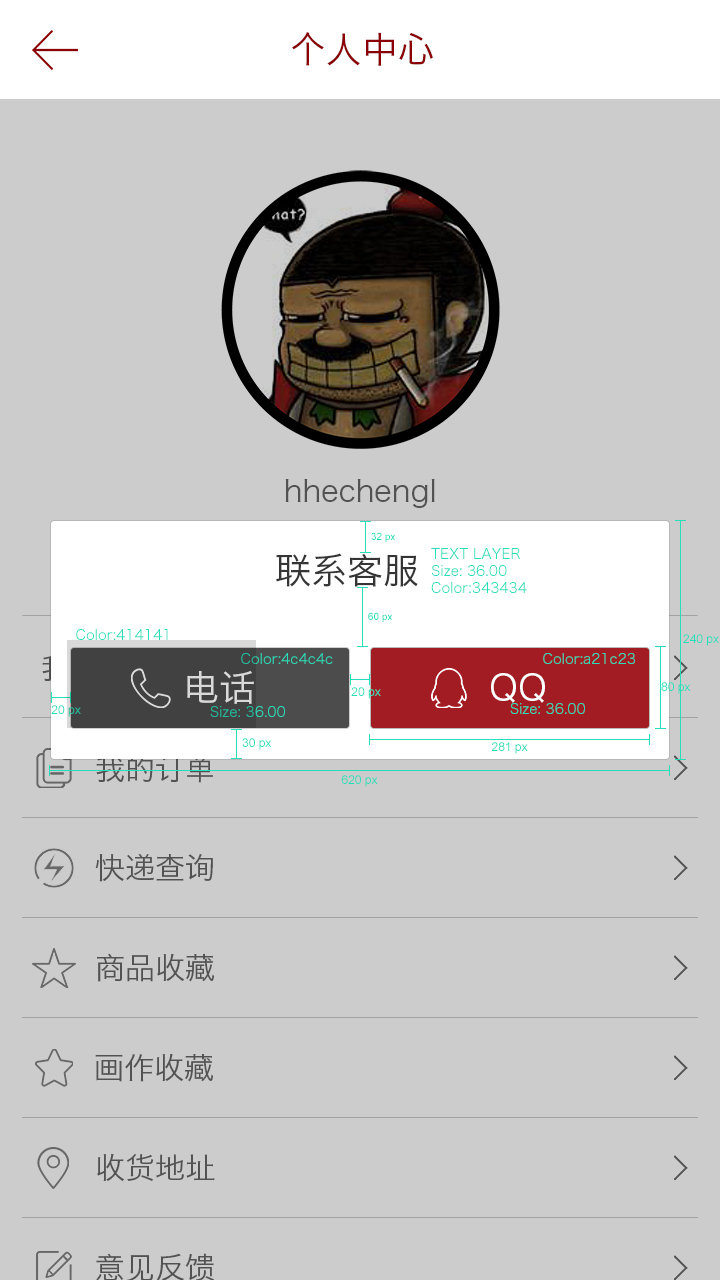 个人中心
hat?
hhechengl
32 px
联系客服
TEXT LAYER
Size: 36.00
Color:343434
60 px
Color:414141
240 px
我
Color:4c4c4c
电话
Size: 36.00
Color:a21c23
QQ
Size: 36.00
20 px
20 px
80 px
30 px
281 px
我的订单
620 px
快递查询
商品收藏
画作收藏
收货地址
意见反馈